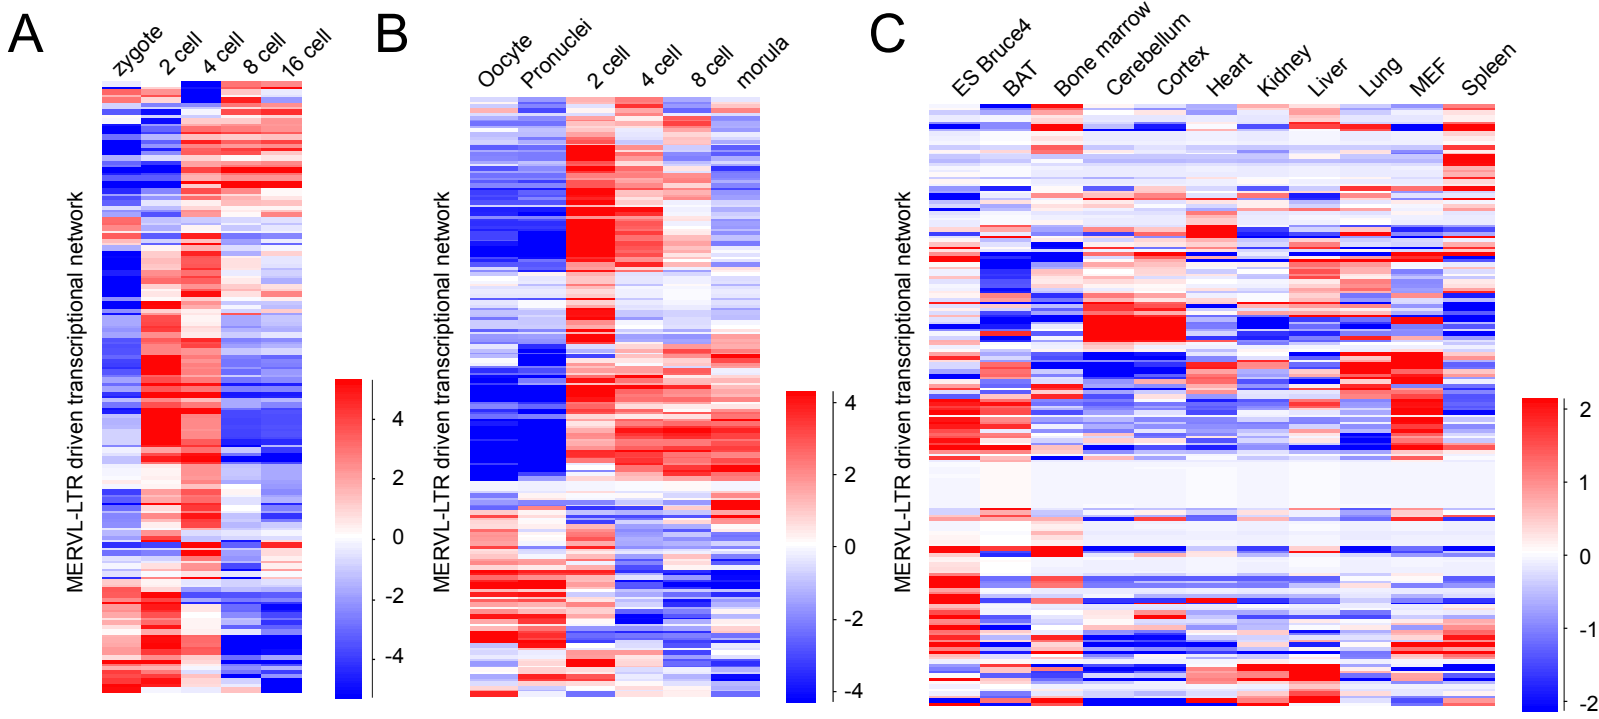 A
zygote
2 cell
4 cell
8 cell
16 cell
MERVL-LTR driven transcriptional network
4
2
0
-2
-4
B
Oocyte
Pronuclei
2 cell
4 cell
8 cell
morula
MERVL-LTR driven transcriptional network
4
2
0
-2
-4
C
ES Bruce4
BAT
Bone marrow
Cerebellum
Cortex
Heart
Kidney
Liver
Lung
MEF
Spleen
MERVL-LTR driven transcriptional network
2
1
0
-1
-2